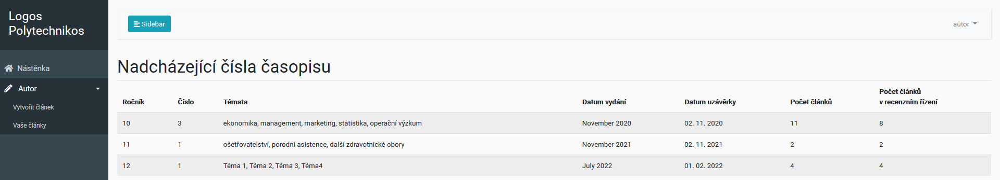 Logos
Polytechnikos
Sidebar
autor
Nástěnka
Autor
Vytvořit článek
Vaše články
Nadcházející čísla časopisu
Ročník Číslo Témata Datum vydání Datum uzávěrky Počet článků Počet článků
v recenzním řízení
10 3 ekonomika, management, marketing, statistika, operační výzkum November 2020 02. 11. 2020 11 8
11 1 ošetřovatelství, porodní asistence, další zdravotnické obory November 2021 02. 11. 2021 2 2
12 1 Téma 1, Téma 2, Téma 3, Téma4 July 2022 01. 02. 2022 4 4